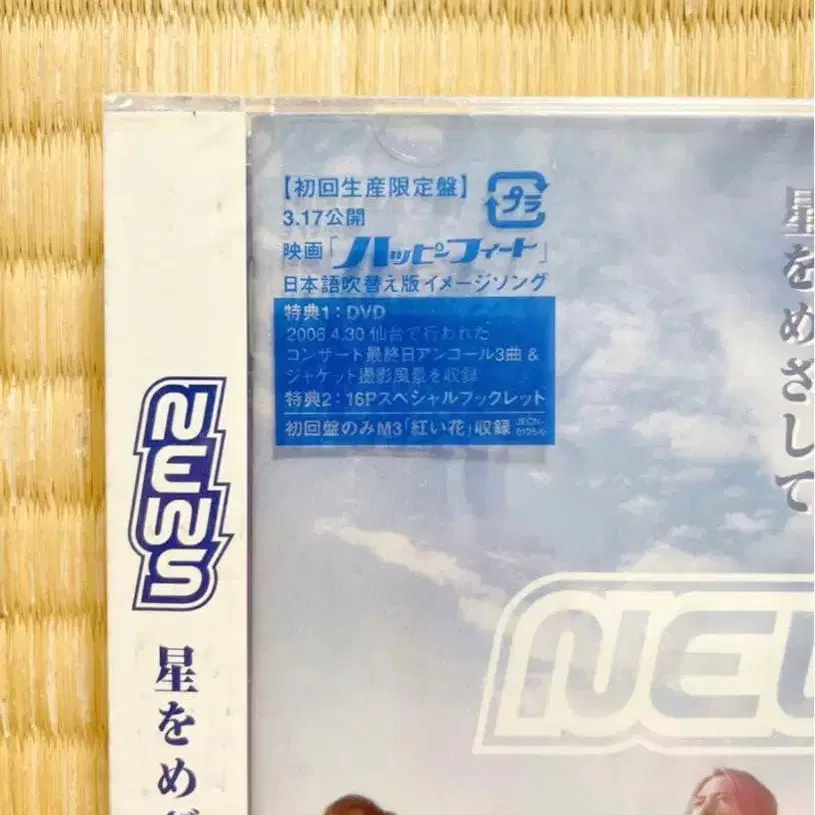 【初回生産限定盤】
プラ
3.17公開
映画「ハッピーフィート」
日本語吹替え版イメージソング
特典1:DVD
2006.4.30 仙台で行われた
コンサート最終日アンコール3曲 &
ジャケット撮影風景を収録
特典2:16Pスペシャルブックレット
初回盤のみM3「紅い花」収録
JECN-
0125/6
星をめざして
NEWS
星をめざ
NEW